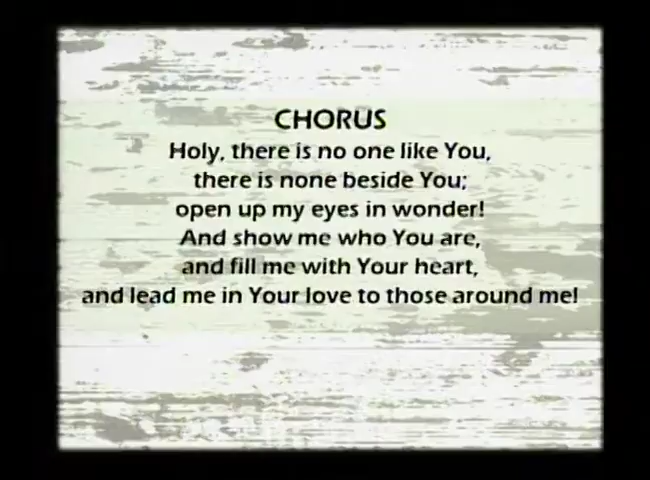 CHORUS
Holy, there is no one like You,
there is none beside You;
open up my eyes in wonder!
And show me who You are,
and fill me with Your heart,
and lead me in Your love to those around me!